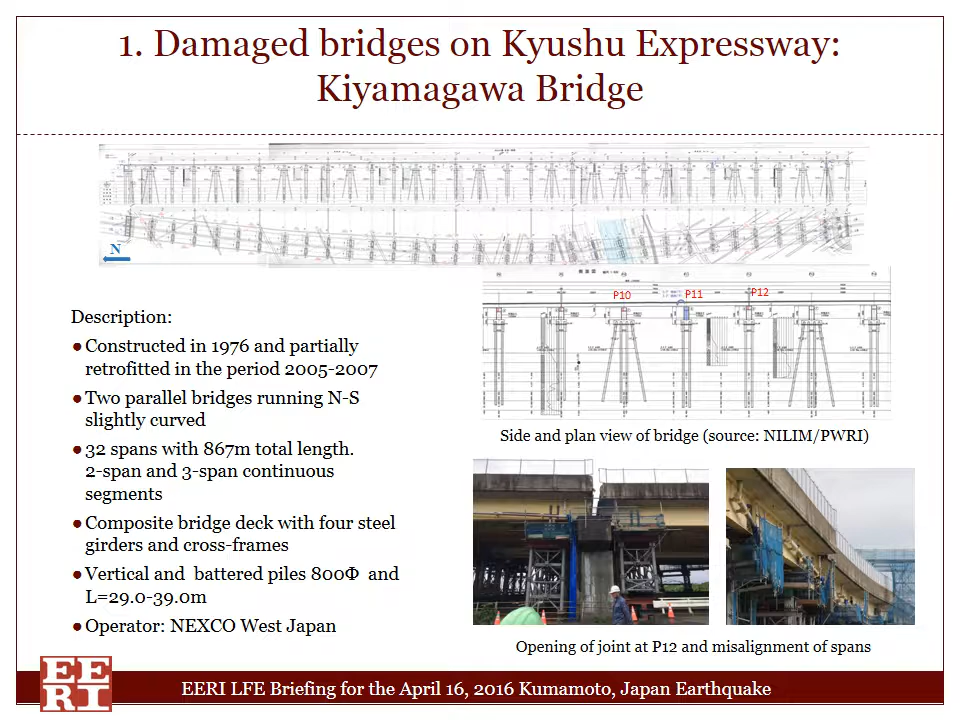 1. Damaged bridges on Kyushu Expressway:
Kiyamagawa Bridge
N
P10
P11
P12
Description:
●Constructed in 1976 and partially
retrofitted in the period 2005-2007
●Two parallel bridges running N-S
slightly curved
●32 spans with 867m total length.
2-span and 3-span continuous
segments
●Composite bridge deck with four steel
girders and cross-frames
●Vertical and battered piles 800Φ and
L=29.0-39.0m
●Operator: NEXCO West Japan
Side and plan view of bridge (source: NILIM/PWRI)
Opening of joint at P12 and misalignment of spans
EERI
EERI LFE Briefing for the April 16, 2016 Kumamoto, Japan Earthquake